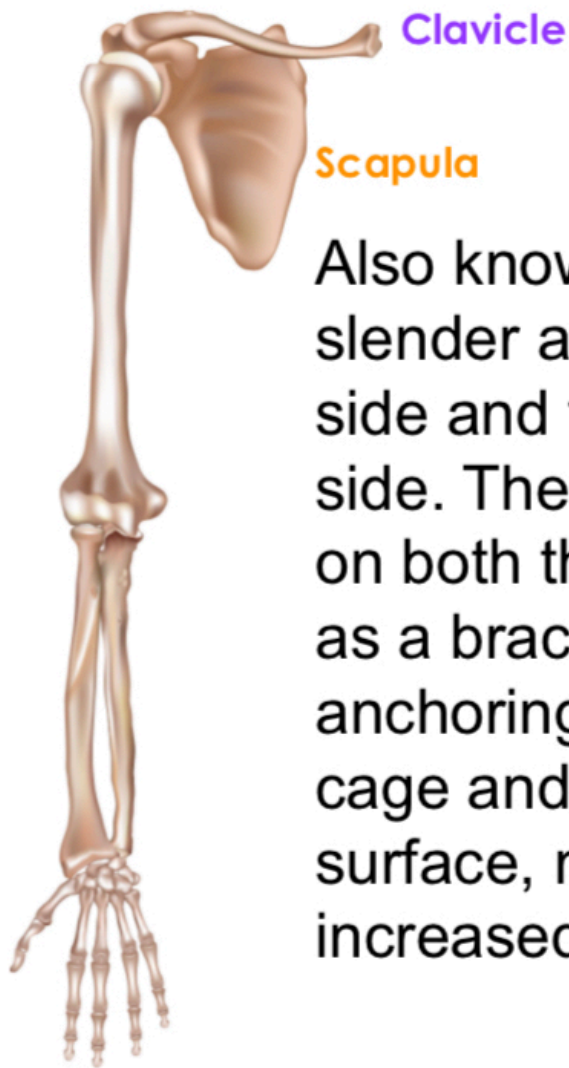 Clavicle
Scapula
Also know
slender a
side and
side. The
on both th
as a brac
anchoring
cage and
surface, r
increased